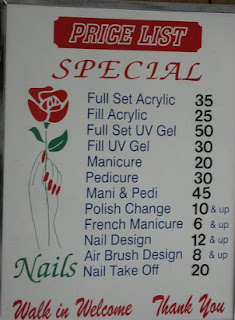 PRICE LIST
SPECIAL
Full Set Acrylic 35
Fill Acrylic 25
Full Set UV Gel 50
Fill UV Gel 30
Manicure 20
Pedicure 30
Mani & Pedi 45
Polish Change 10 & up
French Manicure 6 & up
Nail Design 12 & up
Air Brush Design 8 & up
Nail Take Off 20
Nails
Walk in Welcome Thank You